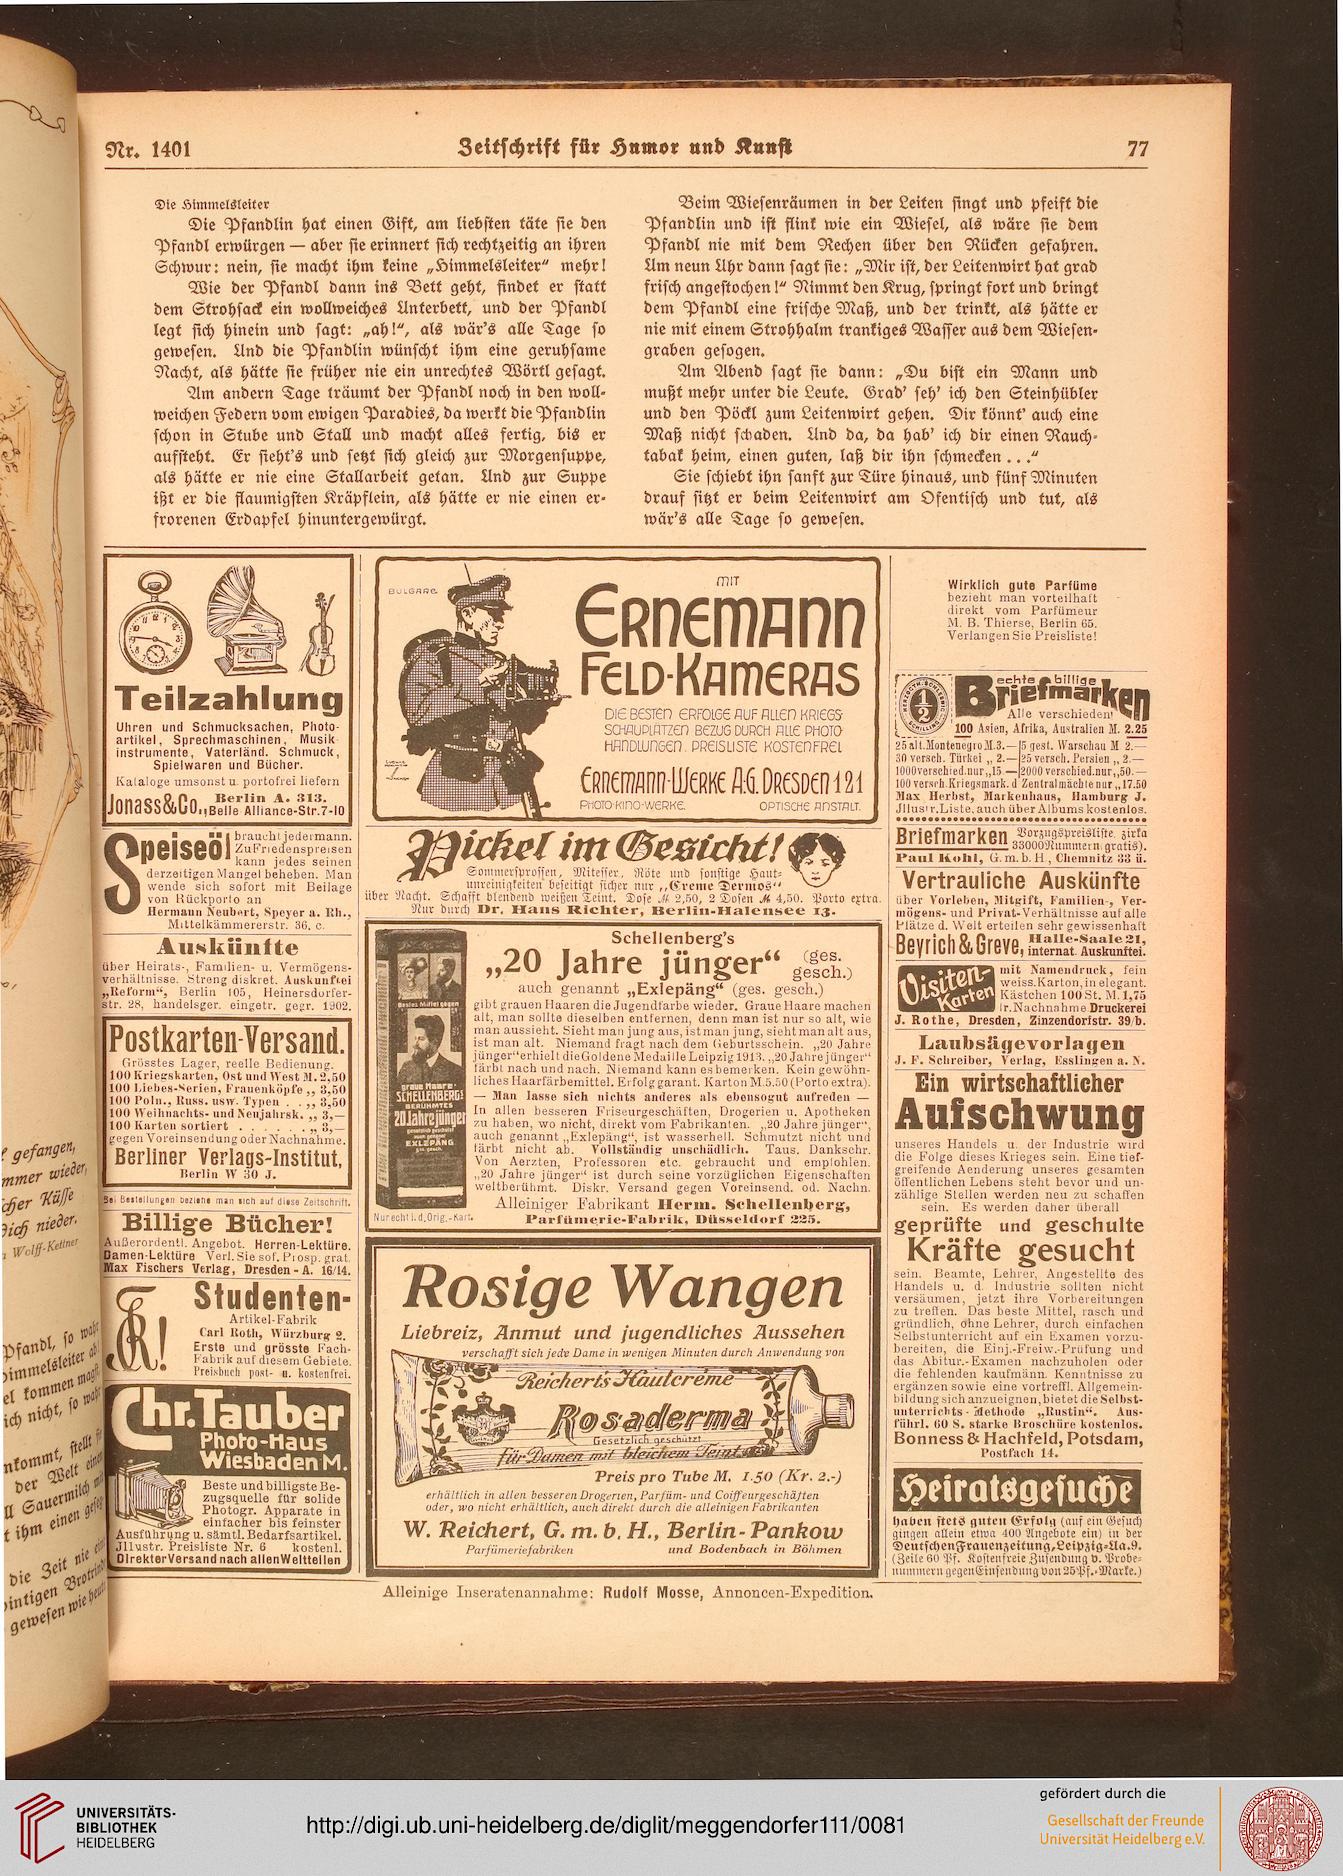 Nr. 1401
Zeitschrift für Humor und Kunst
77
Die Himmelsleiter
Die Pfandlin hat einen Gift, am liebsten täte sie den
Pfandl erwürgen — aber sie erinnert sich rechtzeitig an ihren
Schwur: nein, sie macht ihm keine „Himmelsleiter“ mehr!
Wie der Pfandl dann ins Bett geht, findet er statt
dem Strohsack ein wollweiches Unterbett, und der Pfandl
legt sich hinein und sagt: „ah!“, als wär's alle Tage so
gewesen. Und die Pfandlin wünscht ihm eine geruhsame
Nacht, als hätte sie früher nie ein unrechtes Wörtl gesagt.
Am andern Tage träumt der Pfandl noch in den woll-
weichen Federn vom ewigen Paradies, da werkt die Pfandlin
schon in Stube und Stall und macht alles fertig, bis er
aufsteht. Er sieht's und setzt sich gleich zur Morgensuppe,
als hätte er nie eine Stallarbeit getan. Und zur Suppe
ißt er die flaumigsten Kräpflein, als hätte er nie einen er-
frorenen Erdapfel hinuntergewürgt.
Beim Wiesenräumen in der Leiten singt und pfeift die
Pfandlin und ist flink wie ein Wiesel, als wäre sie dem
Pfandl nie mit dem Rechen über den Rücken gefahren.
Um neun Uhr dann sagt sie: „Mir ist, der Leitenwirt hat grad
frisch angestochen!“ Nimmt den Krug, springt fort und bringt
dem Pfandl eine frische Maß, und der trinkt, als hätte er
nie mit einem Strohhalm trankiges Wasser aus dem Wiesen-
graben gesogen.
Am Abend sagt sie dann: „Du bist ein Mann und
mußt mehr unter die Leute. Grad' seh' ich den Steinhübler
und den Pöckl zum Leitenwirt gehen. Dir könnt' auch eine
Maß nicht schaden. Und da, da hab' ich dir einen Rauch-
tabak heim, einen guten, laß dir ihn schmecken . . .“
Sie schiebt ihn sanft zur Türe hinaus, und fünf Minuten
drauf sitzt er beim Leitenwirt am Ofentisch und tut, als
wär's alle Tage so gewesen.
Teilzahlung
Uhren und Schmucksachen, Photo-
artikel, Sprechmaschinen, Musik-
instrumente, Vaterländ. Schmuck,
Spielwaren und Bücher.
Kataloge umsonst u. portofrei liefern
Jonass & Co., Berlin A. 313.
Belle Alliance-Str. 7-10
Speiseöl braucht jedermann.
Zu Friedenspreisen
kann jedes seinen
derzeitigen Mangel beheben. Man
wende sich sofort mit Beilage
von Rückporto an
Hermann Neubert, Speyer a. Rh.,
Mittelkämmererstr. 36, c.
Auskünfte
über Heirats-, Familien- u. Vermögens-
verhältnisse. Streng diskret. Auskunftei
„Reform“, Berlin 105, Heinersdorfer-
str. 28, handelsger. eingetr. gegr. 1902.
Postkarten-Versand.
Grösstes Lager, reelle Bedienung.
100 Kriegskarten, Ost und West M. 2,50
100 Liebes-Serien, Frauenköpfe „ 3,50
100 Poln., Russ. usw. Typen . . „ 3,50
100 Weihnachts- und Neujahrsk. „ 3,—
100 Karten sortiert . . . . . . „ 3,—
gegen Voreinsendung oder Nachnahme.
Berliner Verlags-Institut,
Berlin W 30 J.
Bei Bestellungen beziehe man sich auf diese Zeitschrift.
Billige Bücher!
Außerordentl. Angebot. Herren-Lektüre.
Damen-Lektüre Verl. Sie sof. Prosp. grat.
Max Fischers Verlag, Dresden - A. 16/14.
Studenten-
Artikel-Fabrik
Carl Roth, Würzburg 2.
Erste und grösste Fach-
Fabrik auf diesem Gebiete.
Preisbuch post- u. kostenfrei.
Chr. Tauber
Photo-Haus
Wiesbaden M.
Beste und billigste Be-
zugsquelle für solide
Photogr. Apparate in
einfacher bis feinster
Ausführung u. sämtl. Bedarfsartikel.
Jllustr. Preisliste Nr. 6 kostenl.
Direkter Versand nach allen Weltteilen
BULGARE
MIT
ERNEMANN
FELD-KAMERAS
DIE BESTEN ERFOLGE AUF ALLEN KRIEGS-
SCHAUPLÄTZEN BEZUG DURCH ALLE PHOTO-
HANDLUNGEN. PREISLISTE KOSTENFREI.
ERNEMANN-WERKE A-G. DRESDEN 121
PHOTO-KINO-WERKE. OPTISCHE ANSTALT.
Pickel im Gesicht!
Sommersprossen, Mitesser, Röte und sonstige Haut-
unreinigkeiten beseitigt sicher nur „Creme Dermos“
über Nacht. Schafft blendend weißen Teint. Dose M 2,50, 2 Dosen M 4,50. Porto extra.
Nur durch Dr. Hans Richter, Berlin-Halensee 13.
Bestes Mittel gegen
graue Haare-
SCHELLENBERG'S
BERÜHMTES
20 Jahre jünger
EXLEPÄNG
Nur echt i. d. Orig.-Kart.
Schellenberg's
„20 Jahre jünger“ (ges. gesch.)
auch genannt „Exlepäng“ (ges. gesch.)
gibt grauen Haaren die Jugendfarbe wieder. Graue Haare machen
alt, man sollte dieselben entfernen, denn man ist nur so alt, wie
man aussieht. Sieht man jung aus, ist man jung, sieht man alt aus,
ist man alt. Niemand fragt nach dem Geburtsschein. „20 Jahre
jünger“ erhielt die Goldene Medaille Leipzig 1913. „20 Jahre jünger“
färbt nach und nach. Niemand kann es bemerken. Kein gewöhn-
liches Haarfärbemittel. Erfolg garant. Karton M. 5.50 (Porto extra).
— Man lasse sich nichts anderes als ebensogut aufreden —
In allen besseren Friseurgeschäften, Drogerien u. Apotheken
zu haben, wo nicht, direkt vom Fabrikanten. „20 Jahre jünger“,
auch genannt „Exlepäng“, ist wasserhell. Schmutzt nicht und
färbt nicht ab. Vollständig unschädlich. Taus. Dankschr.
Von Aerzten, Professoren etc. gebraucht und empfohlen.
„20 Jahre jünger“ ist durch seine vorzüglichen Eigenschaften
weltberühmt. Diskr. Versand gegen Voreinsend. od. Nachn.
Alleiniger Fabrikant Herm. Schellenberg,
Parfümerie-Fabrik, Düsseldorf 225.
Rosige Wangen
Liebreiz, Anmut und jugendliches Aussehen
verschafft sich jede Dame in wenigen Minuten durch Anwendung von
Reicherts Hautcrème
Rosaderma
Gesetzlich geschützt
für Damen mit bleichem Teint
Preis pro Tube M. 1.50 (Kr. 2.-)
erhältlich in allen besseren Drogerien, Parfüm- und Coiffeurgeschäften
oder, wo nicht erhältlich, auch direkt durch die alleinigen Fabrikanten
W. Reichert, G. m. b. H., Berlin-Pankow
Parfümeriefabriken und Bodenbach in Böhmen
Wirklich gute Parfüme
bezieht man vorteilhaft
direkt vom Parfümeur
M. B. Thierse, Berlin 65.
Verlangen Sie Preisliste!
echte billige
Briefmarken
Alle verschieden!
100 Asien, Afrika, Australien M. 2.25
25 alt. Montenegro M. 3.— 5 gest. Warschau M 2.—
30 versch. Türkei „ 2.— 25 versch. Persien „ 2.—
1000 verschied. nur „ 15.— 2000 verschied. nur „ 50.—
100 versch. Kriegsmark. d Zentralmächte nur „ 17.50
Max Herbst, Markenhaus, Hamburg J.
Jllustr. Liste, auch über Albums kostenlos.
Briefmarken Vorzugspreisliste, zirka
33000 Nummern gratis).
Paul Kohl, G. m. b. H, Chemnitz 33 ü.
Vertrauliche Auskünfte
über Vorleben, Mitgift, Familien-, Ver-
mögens- und Privat-Verhältnisse auf alle
Plätze d. Welt erteilen sehr gewissenhaft
Beyrich & Greve, Halle-Saale 21,
internat. Auskunftei.
Visiten-
Karten
mit Namendruck, fein
weiss. Karton, in elegant.
Kästchen 100 St. M. 1,75
fr. Nachnahme Druckerei
J. Rothe, Dresden, Zinzendorfstr. 39/b.
Laubsägevorlagen
J. F. Schreiber, Verlag, Esslingen a. N.
Ein wirtschaftlicher
Aufschwung
unseres Handels u. der Industrie wird
die Folge dieses Krieges sein. Eine tief-
greifende Aenderung unseres gesamten
öffentlichen Lebens steht bevor und un-
zählige Stellen werden neu zu schaffen
sein. Es werden daher überall
geprüfte und geschulte
Kräfte gesucht
sein. Beamte, Lehrer, Angestellte des
Handels u. d. Industrie sollten nicht
versäumen, jetzt ihre Vorbereitungen
zu treffen. Das beste Mittel, rasch und
gründlich, ohne Lehrer, durch einfachen
Selbstunterricht auf ein Examen vorzu-
bereiten, die Einj.-Freiw.-Prüfung und
das Abitur.-Examen nachzuholen oder
die fehlenden kaufmänn. Kenntnisse zu
ergänzen sowie eine vortreffl. Allgemein-
bildung sich anzueignen, bietet die Selbst-
unterrichts-Methode „Rustin“. Aus-
führl. 60 S. starke Broschüre kostenlos.
Bonness & Hachfeld, Potsdam,
Postfach 14.
Heiratsgesuche
haben stets guten Erfolg (auf ein Gesuch
gingen allein etwa 400 Angebote ein) in der
Deutschen Frauenzeitung, Leipzig-Ua. 9.
(Zeile 60 Pf. Kostenfreie Zusendung v. Probe-
nummern gegen Einsendung von 25 Pf.-Marke.)
Alleinige Inseratenannahme: Rudolf Mosse, Annoncen-Expedition.
UNIVERSITÄTS-
BIBLIOTHEK
HEIDELBERG
http://digi.ub.uni-heidelberg.de/diglit/meggendorfer111/0081
gefördert durch die
Gesellschaft der Freunde
Universität Heidelberg e.V.